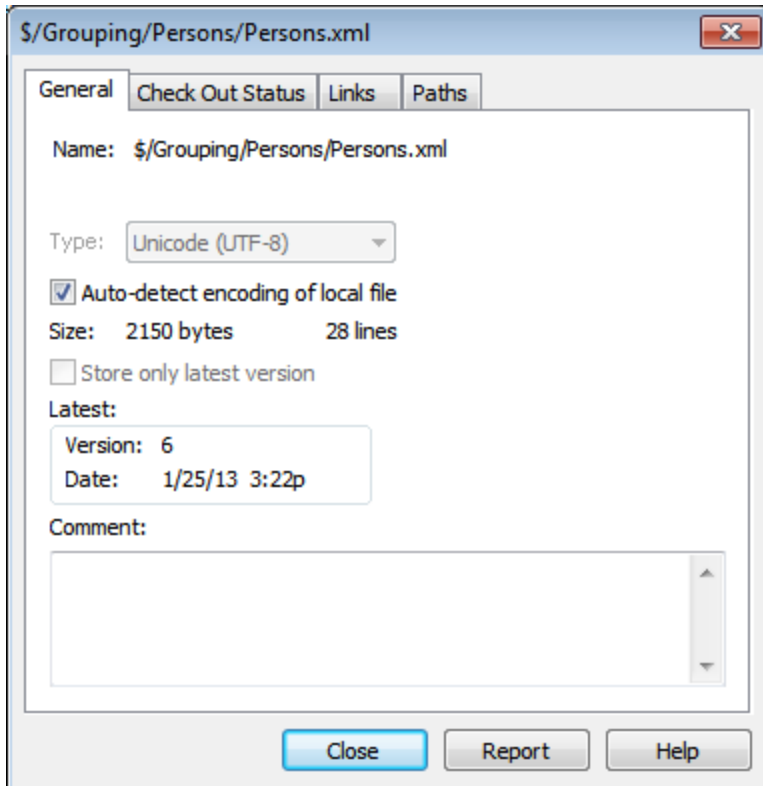 $/Grouping/Persons/Persons.xml
General Check Out Status Links Paths
Name: $/Grouping/Persons/Persons.xml
Type: Unicode (UTF-8)
Auto-detect encoding of local file
Size: 2150 bytes 28 lines
Store only latest version
Latest:
Version: 6
Date: 1/25/13 3:22p
Comment:
Close Report Help